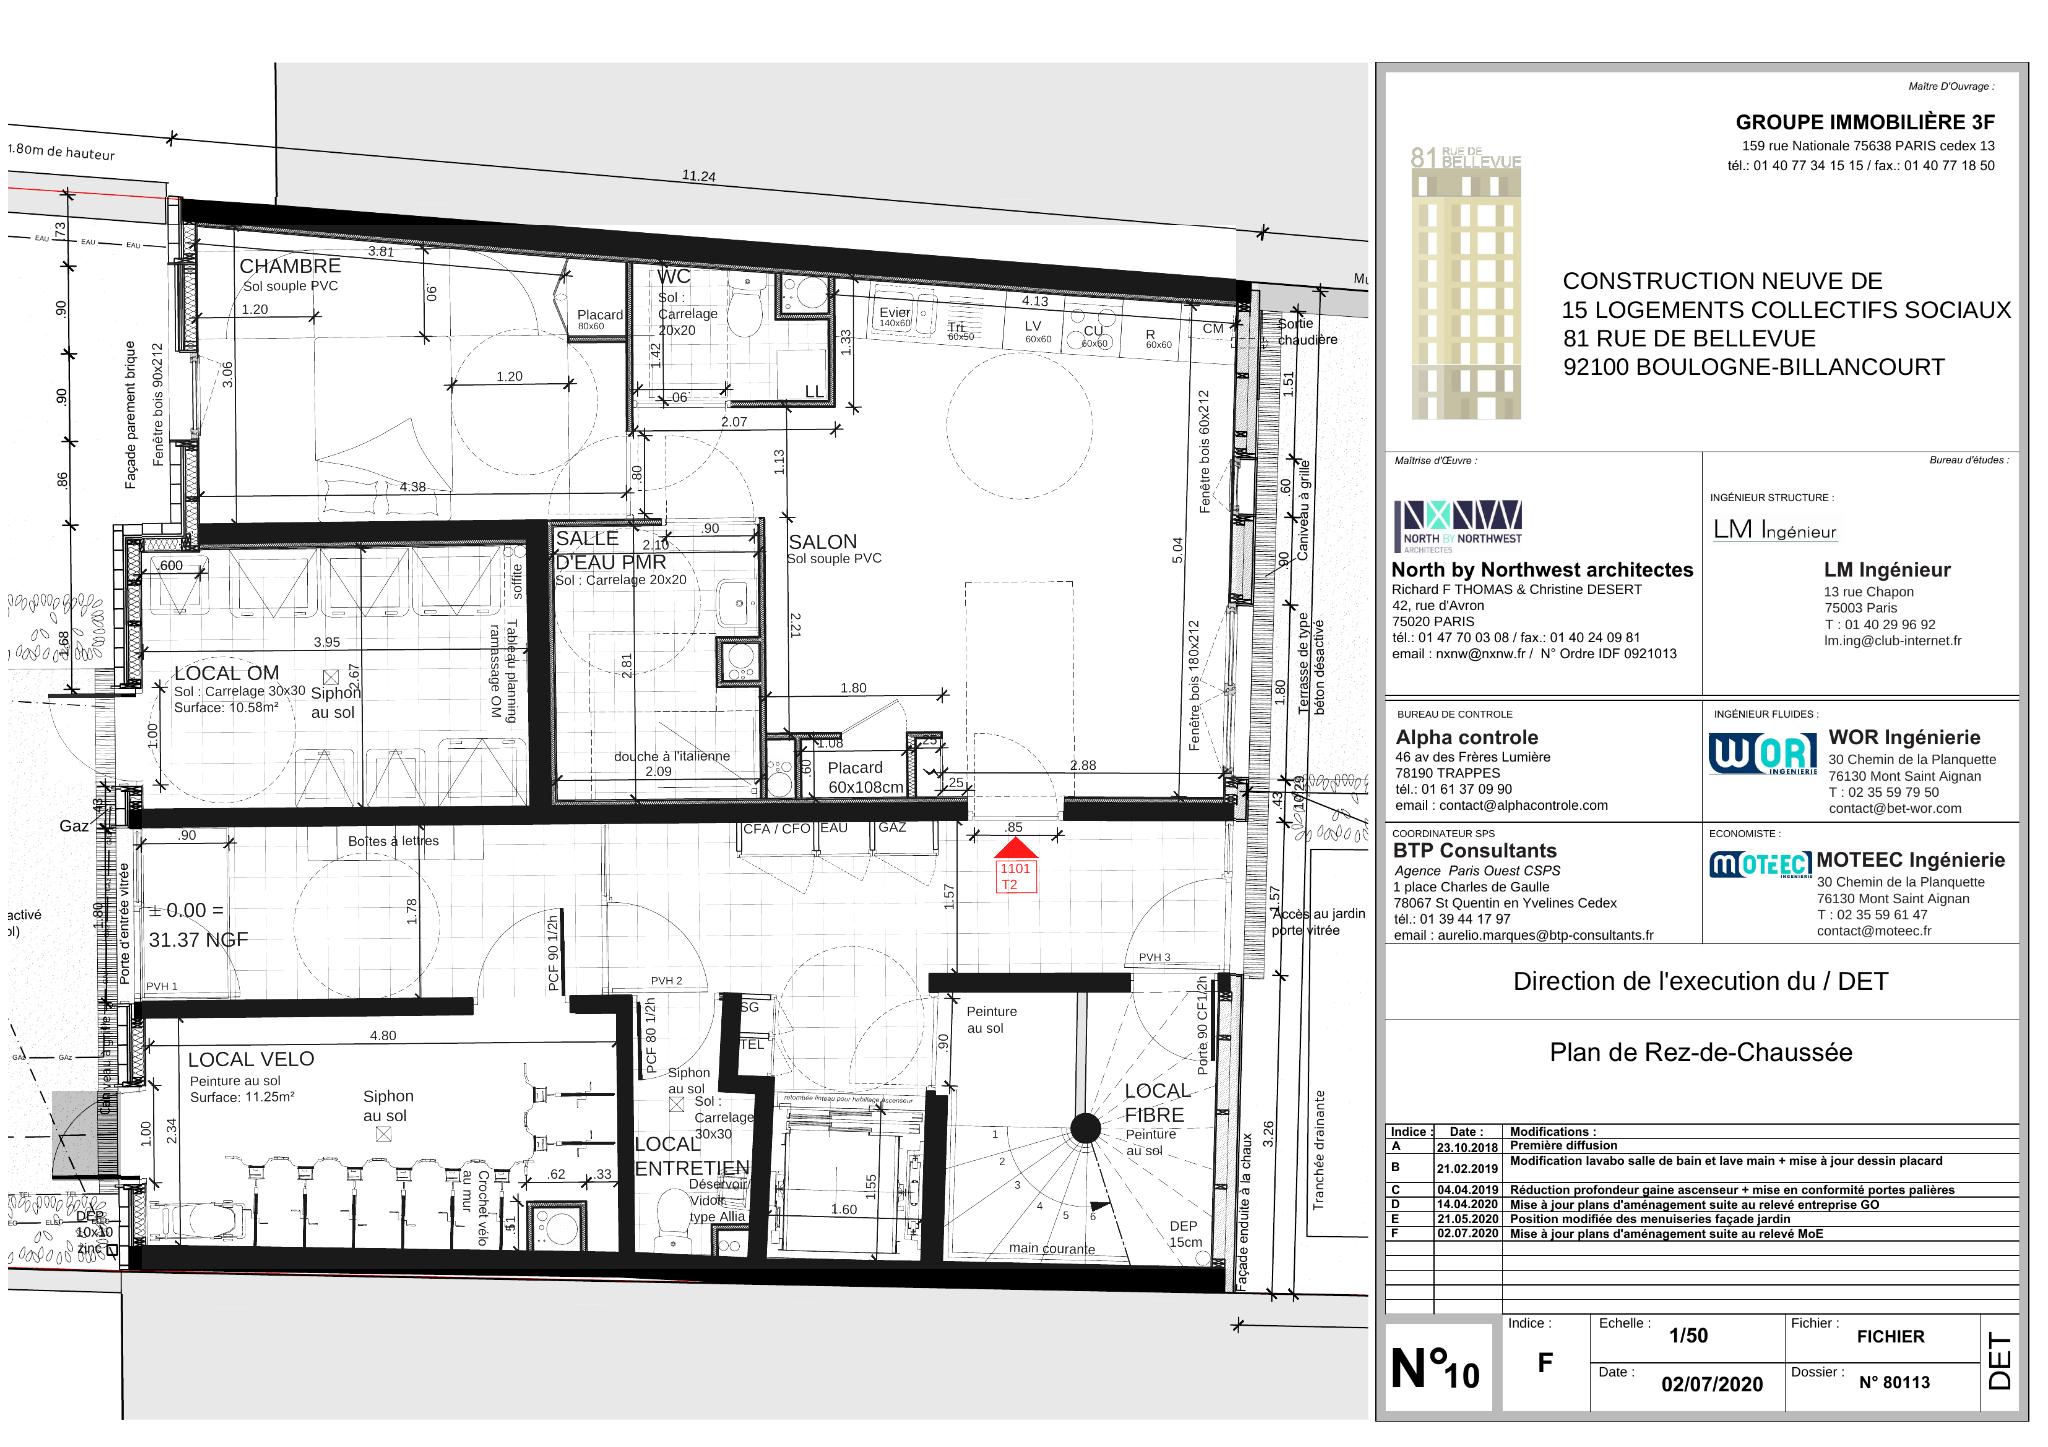 1.80m de hauteur
11.24
.73
EAU
EAU
EAU
3.81
CHAMBRE
Sol souple PVC
1.20
.90
Placard
80x60
WC
Sol :
Carrelage
20x20
1.42
.90
LL
1.33
4.13
Evier
140x60
Trt
60x50
LV
60x60
CU
60x60
R
60x60
CM
Sortie
chaudière
.90
.90
.86
Façade parement brique
Fenêtre bois 90x212
3.06
1.20
2.07
.80
1.13
4.38
1.51
Fenêtre bois 60x212
.60
Caniveau à grille
.90
SALLE
D'EAU PMR
Sol : Carrelage 20x20
.90
2.10
SALON
Sol souple PVC
5.04
2.21
2.81
.600
soffite
3.95
LOCAL OM
Sol : Carrelage 30x30
Surface: 10.58m²
Siphon
au sol
2.67
Tableau planning
ramassage OM
1.68
1.00
1.80
Fenêtre bois 180x212
1.80
Terrasse de type
béton désactivé
douche à l'italienne
2.09
1.08
.60
Placard
60x108cm
.25
.25
2.88
.43
10.29
.43
Gaz
.90
Boîtes à lettres
CFA / CFO
EAU
GAZ
.85
1101
T2
1.57
1.57
1.78
± 0.00 =
31.37 NGF
1.80
Porte d'entrée vitrée
PVH 1
PCF 90 1/2h
PVH 2
PVH 3
Accès au jardin
porte vitrée
4.80
LOCAL VELO
Peinture au sol
Surface: 11.25m²
Siphon
au sol
PCF 80 1/2h
SG
TEL
.90
Peinture
au sol
Porte 90 CF1/2h
GAz
GAz
Caniveau à grille
1.00
2.34
Siphon
au sol
Sol :
Carrelage
30x30
LOCAL
ENTRETIEN
Déservoir/
Vidoir
type Allia
retombée linteau pour habillage ascenseur
1.55
1.60
LOCAL
FIBRE
Peinture
au sol
1
2
3
4
5
6
main courante
DEP
15cm
3.26
Façade enduite à la chaux
Tranchée drainante
.62
.33
Crochet vélo
au mur
.51
TEL
TEL
DEP
10x10
zinc
Maître D'Ouvrage :
GROUPE IMMOBILIÈRE 3F
159 rue Nationale 75638 PARIS cedex 13
tél.: 01 40 77 34 15 15 / fax.: 01 40 77 18 50
81 RUE DE
BELLEVUE
CONSTRUCTION NEUVE DE
15 LOGEMENTS COLLECTIFS SOCIAUX
81 RUE DE BELLEVUE
92100 BOULOGNE-BILLANCOURT
Maîtrise d'Œuvre :
NXNW
NORTH BY NORTHWEST
ARCHITECTES
North by Northwest architectes
Richard F THOMAS & Christine DESERT
42, rue d'Avron
75020 PARIS
tél.: 01 47 70 03 08 / fax.: 01 40 24 09 81
email : nxnw@nxnw.fr / N° Ordre IDF 0921013
Bureau d'études :
INGÉNIEUR STRUCTURE :
LM Ingénieur
LM Ingénieur
13 rue Chapon
75003 Paris
T : 01 40 29 96 92
lm.ing@club-internet.fr
BUREAU DE CONTROLE
Alpha controle
46 av des Frères Lumière
78190 TRAPPES
tél.: 01 61 37 09 90
email : contact@alphacontrole.com
INGÉNIEUR FLUIDES :
WOR
INGENIERIE
WOR Ingénierie
30 Chemin de la Planquette
76130 Mont Saint Aignan
T : 02 35 59 79 50
contact@bet-wor.com
COORDINATEUR SPS
BTP Consultants
Agence Paris Ouest CSPS
1 place Charles de Gaulle
78067 St Quentin en Yvelines Cedex
tél.: 01 39 44 17 97
email : aurelio.marques@btp-consultants.fr
ECONOMISTE :
MOTEEC
INGENIERIE
MOTEEC Ingénierie
30 Chemin de la Planquette
76130 Mont Saint Aignan
T : 02 35 59 61 47
contact@moteec.fr
Direction de l'execution du / DET
Plan de Rez-de-Chaussée
Indice : Date : Modifications :
A 23.10.2018 Première diffusion
B 21.02.2019 Modification lavabo salle de bain et lave main + mise à jour dessin placard
C 04.04.2019 Réduction profondeur gaine ascenseur + mise en conformité portes palières
D 14.04.2020 Mise à jour plans d'aménagement suite au relevé entreprise GO
E 21.05.2020 Position modifiée des menuiseries façade jardin
F 02.07.2020 Mise à jour plans d'aménagement suite au relevé MoE
N°10
Indice :
F
Echelle :
1/50
Date :
02/07/2020
Fichier :
FICHIER
Dossier :
N° 80113
DET